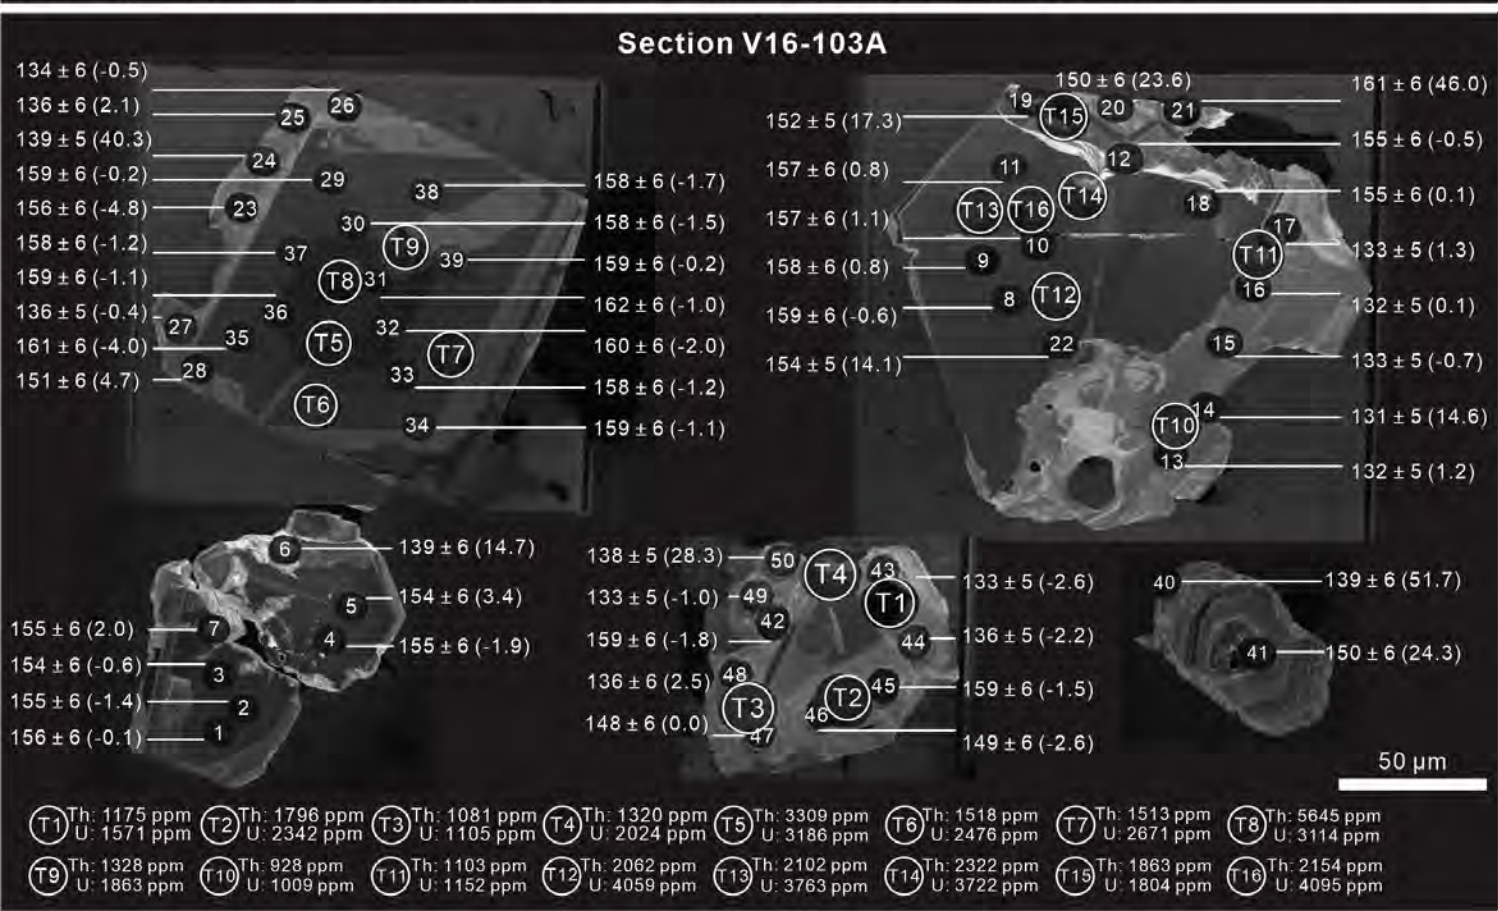 Section V16-103A
134 ± 6 (-0.5)
136 ± 6 (2.1)
139 ± 5 (40.3)
159 ± 6 (-0.2)
156 ± 6 (-4.8)
158 ± 6 (-1.2)
159 ± 6 (-1.1)
136 ± 5 (-0.4)
161 ± 6 (-4.0)
151 ± 6 (4.7)
26
25
24
29
23
38
30
T9
37
39
T8
31
36
27
35
32
T5
T7
28
33
T6
34
158 ± 6 (-1.7)
158 ± 6 (-1.5)
159 ± 6 (-0.2)
162 ± 6 (-1.0)
160 ± 6 (-2.0)
158 ± 6 (-1.2)
159 ± 6 (-1.1)
150 ± 6 (23.6)
152 ± 5 (17.3)
157 ± 6 (0.8)
157 ± 6 (1.1)
158 ± 6 (0.8)
159 ± 6 (-0.6)
154 ± 5 (14.1)
19
T15
20
21
12
11
T14
T13
T16
18
17
10
T11
9
16
8
T12
22
15
14
T10
13
161 ± 6 (46.0)
155 ± 6 (-0.5)
155 ± 6 (0.1)
133 ± 5 (1.3)
132 ± 5 (0.1)
133 ± 5 (-0.7)
131 ± 5 (14.6)
132 ± 5 (1.2)
6
139 ± 6 (14.7)
5
154 ± 6 (3.4)
4
155 ± 6 (-1.9)
155 ± 6 (2.0)
7
154 ± 6 (-0.6)
3
155 ± 6 (-1.4)
2
156 ± 6 (-0.1)
1
138 ± 5 (28.3)
133 ± 5 (-1.0)
159 ± 6 (-1.8)
136 ± 6 (2.5)
148 ± 6 (0.0)
50
T4
43
49
T1
42
44
48
45
T3
T2
46
47
133 ± 5 (-2.6)
136 ± 5 (-2.2)
159 ± 6 (-1.5)
149 ± 6 (-2.6)
40
139 ± 6 (51.7)
41
150 ± 6 (24.3)
50 µm
T1 Th: 1175 ppm U: 1571 ppm
T2 Th: 1796 ppm U: 2342 ppm
T3 Th: 1081 ppm U: 1105 ppm
T4 Th: 1320 ppm U: 2024 ppm
T5 Th: 3309 ppm U: 3186 ppm
T6 Th: 1518 ppm U: 2476 ppm
T7 Th: 1513 ppm U: 2671 ppm
T8 Th: 5645 ppm U: 3114 ppm
T9 Th: 1328 ppm U: 1863 ppm
T10 Th: 928 ppm U: 1009 ppm
T11 Th: 1103 ppm U: 1152 ppm
T12 Th: 2062 ppm U: 4059 ppm
T13 Th: 2102 ppm U: 3763 ppm
T14 Th: 2322 ppm U: 3722 ppm
T15 Th: 1863 ppm U: 1804 ppm
T16 Th: 2154 ppm U: 4095 ppm